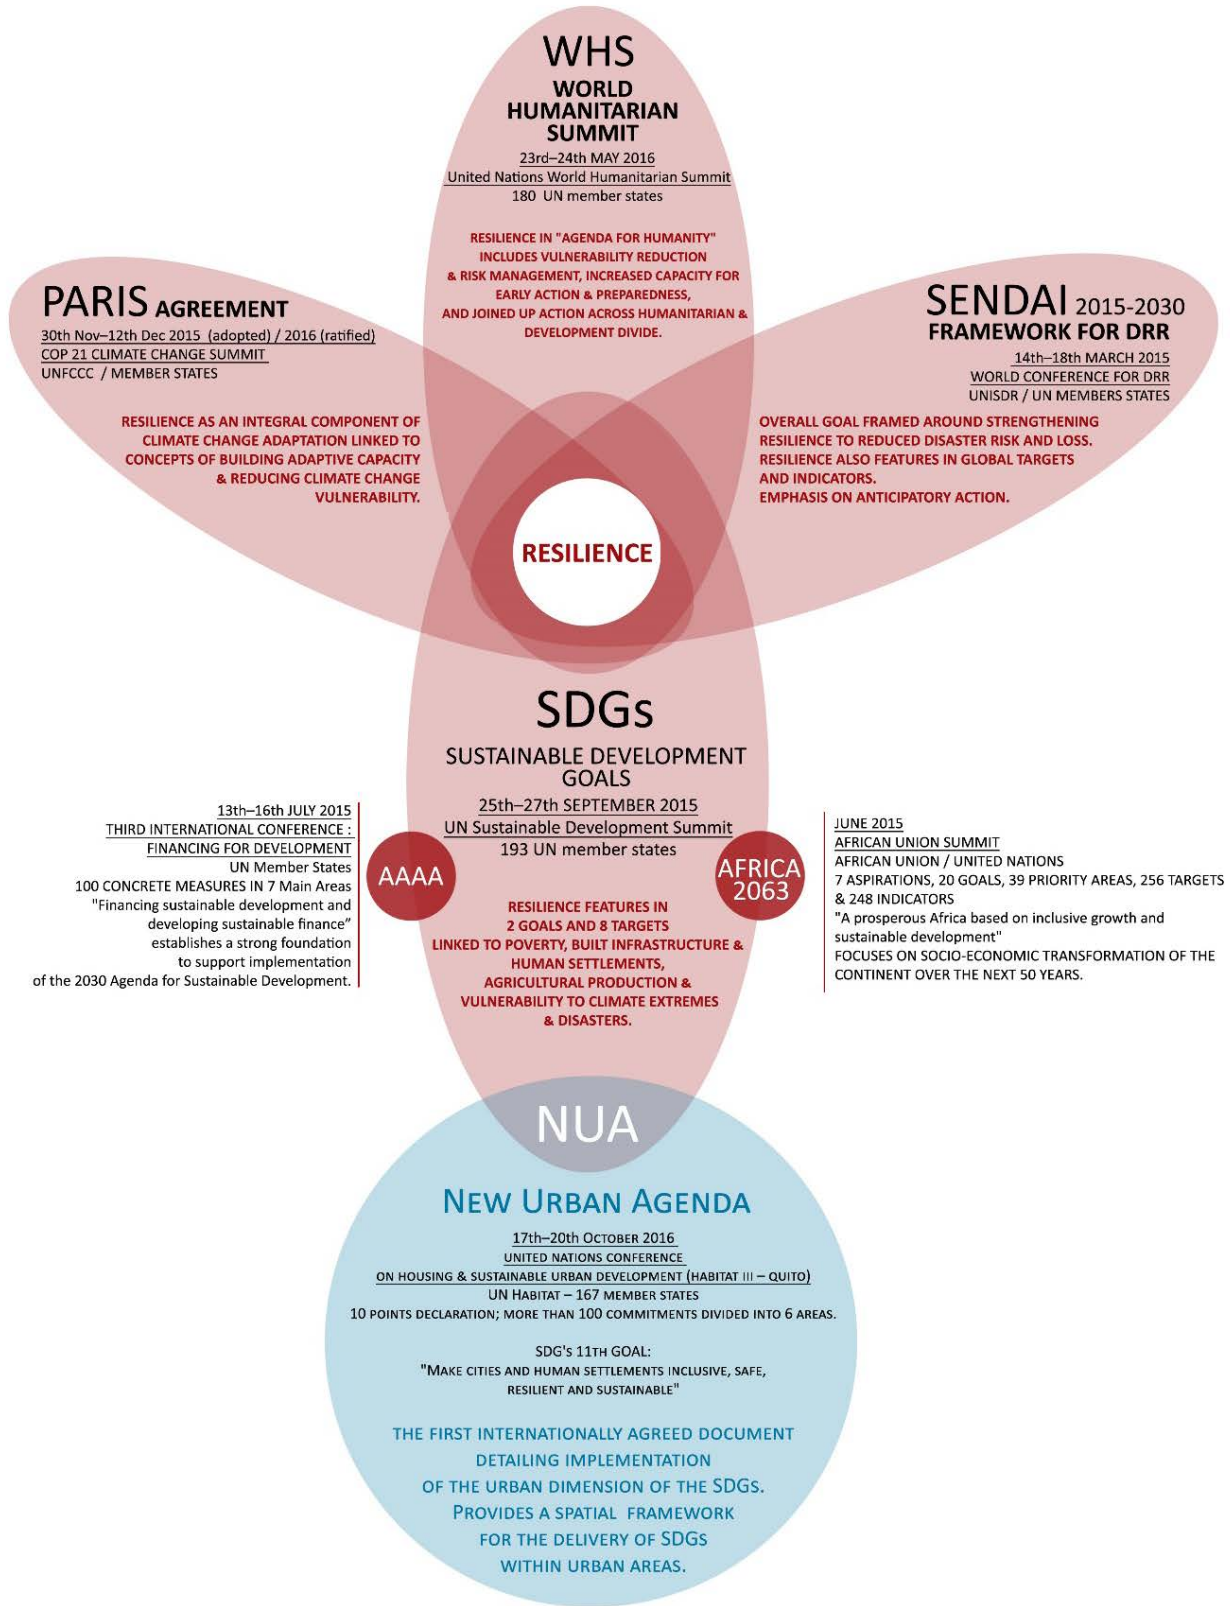 WHS
WORLD
HUMANITARIAN
SUMMIT
23rd–24th MAY 2016
United Nations World Humanitarian Summit
180 UN member states
RESILIENCE IN "AGENDA FOR HUMANITY"
INCLUDES VULNERABILITY REDUCTION
& RISK MANAGEMENT, INCREASED CAPACITY FOR
EARLY ACTION & PREPAREDNESS,
AND JOINED UP ACTION ACROSS HUMANITARIAN &
DEVELOPMENT DIVIDE.
PARIS AGREEMENT
30th Nov–12th Dec 2015 (adopted) / 2016 (ratified)
COP 21 CLIMATE CHANGE SUMMIT
UNFCCC / MEMBER STATES
RESILIENCE AS AN INTEGRAL COMPONENT OF
CLIMATE CHANGE ADAPTATION LINKED TO
CONCEPTS OF BUILDING ADAPTIVE CAPACITY
& REDUCING CLIMATE CHANGE
VULNERABILITY.
SENDAI 2015-2030
FRAMEWORK FOR DRR
14th–18th MARCH 2015
WORLD CONFERENCE FOR DRR
UNISDR / UN MEMBERS STATES
OVERALL GOAL FRAMED AROUND STRENGTHENING
RESILIENCE TO REDUCED DISASTER RISK AND LOSS.
RESILIENCE ALSO FEATURES IN GLOBAL TARGETS
AND INDICATORS.
EMPHASIS ON ANTICIPATORY ACTION.
RESILIENCE
SDGs
SUSTAINABLE DEVELOPMENT
GOALS
25th–27th SEPTEMBER 2015
UN Sustainable Development Summit
193 UN member states
RESILIENCE FEATURES IN
2 GOALS AND 8 TARGETS
LINKED TO POVERTY, BUILT INFRASTRUCTURE &
HUMAN SETTLEMENTS,
AGRICULTURAL PRODUCTION &
VULNERABILITY TO CLIMATE EXTREMES
& DISASTERS.
13th–16th JULY 2015
THIRD INTERNATIONAL CONFERENCE :
FINANCING FOR DEVELOPMENT
UN Member States
100 CONCRETE MEASURES IN 7 Main Areas
"Financing sustainable development and
developing sustainable finance”
establishes a strong foundation
to support implementation
of the 2030 Agenda for Sustainable Development.
AAAA
AFRICA
2063
JUNE 2015
AFRICAN UNION SUMMIT
AFRICAN UNION / UNITED NATIONS
7 ASPIRATIONS, 20 GOALS, 39 PRIORITY AREAS, 256 TARGETS
& 248 INDICATORS
"A prosperous Africa based on inclusive growth and
sustainable development"
FOCUSES ON SOCIO-ECONOMIC TRANSFORMATION OF THE
CONTINENT OVER THE NEXT 50 YEARS.
NUA
NEW URBAN AGENDA
17th–20th OCTOBER 2016
UNITED NATIONS CONFERENCE
ON HOUSING & SUSTAINABLE URBAN DEVELOPMENT (HABITAT III – QUITO)
UN HABITAT – 167 MEMBER STATES
10 POINTS DECLARATION; MORE THAN 100 COMMITMENTS DIVIDED INTO 6 AREAS.
SDG's 11TH GOAL:
"MAKE CITIES AND HUMAN SETTLEMENTS INCLUSIVE, SAFE,
RESILIENT AND SUSTAINABLE"
THE FIRST INTERNATIONALLY AGREED DOCUMENT
DETAILING IMPLEMENTATION
OF THE URBAN DIMENSION OF THE SDGS.
PROVIDES A SPATIAL FRAMEWORK
FOR THE DELIVERY OF SDGS
WITHIN URBAN AREAS.